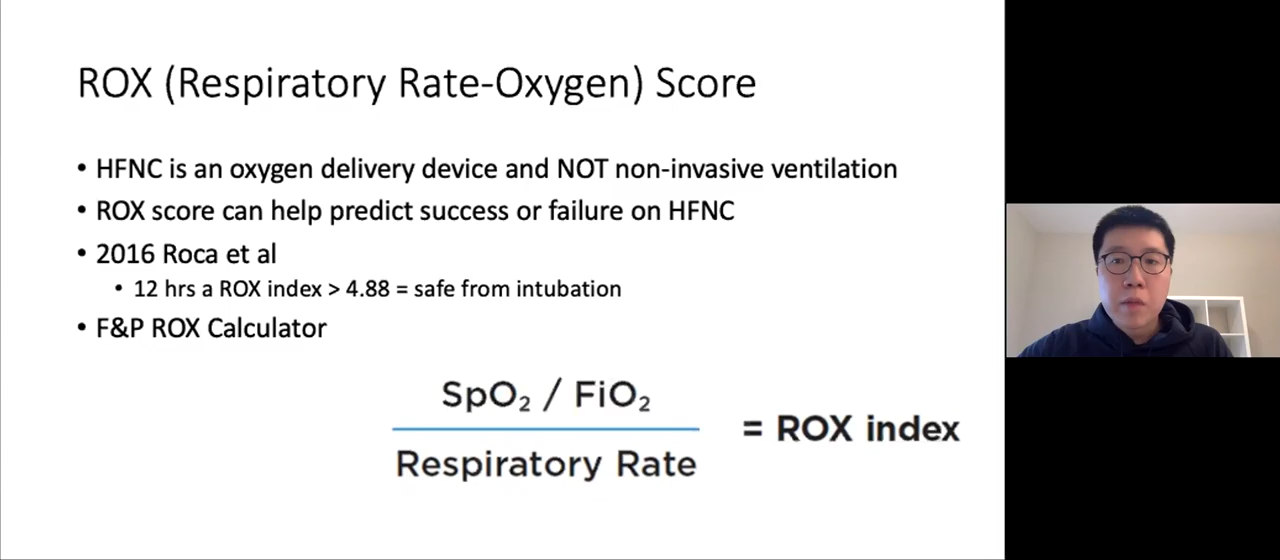 ROX (Respiratory Rate-Oxygen) Score
• HFNC is an oxygen delivery device and NOT non-invasive ventilation
• ROX score can help predict success or failure on HFNC
• 2016 Roca et al
• 12 hrs a ROX index > 4.88 = safe from intubation
• F&P ROX Calculator
SpO₂ / FiO₂
Respiratory Rate
= ROX index